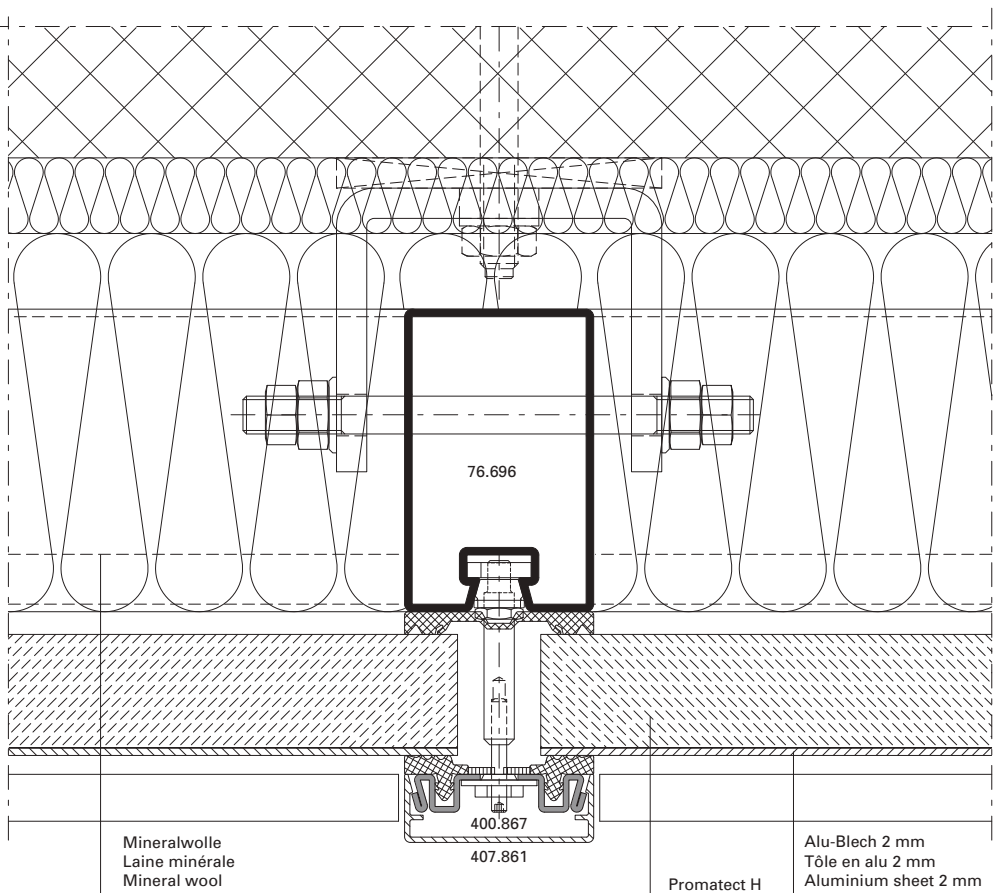 76.696
400.867
407.861
Mineralwolle
Laine minérale
Mineral wool
Promatect H
Alu-Blech 2 mm
Tôle en alu 2 mm
Aluminium sheet 2 mm